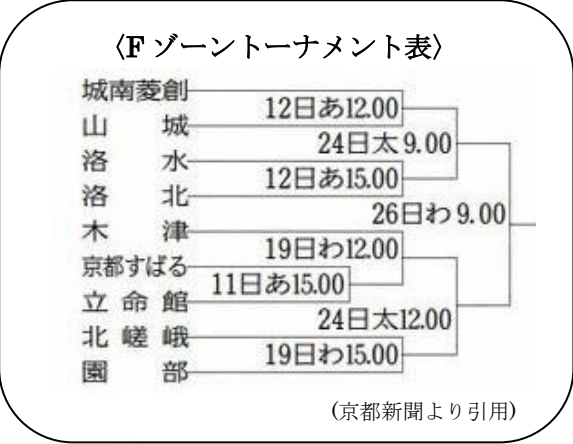 〈Fゾーントーナメント表〉
城南菱創
12日あ12.00
山城
24日太9.00
洛水
12日あ15.00
洛北
26日わ9.00
木津
19日わ12.00
京都すばる
11日あ15.00
立命館
24日太12.00
北嵯峨
19日わ15.00
園部
(京都新聞より引用)